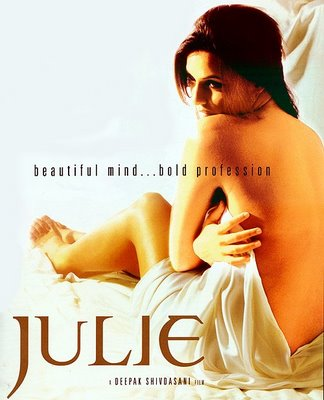 beautiful mind...bold profession
JULIE
A DEEPAK SHIVDASANI FILM